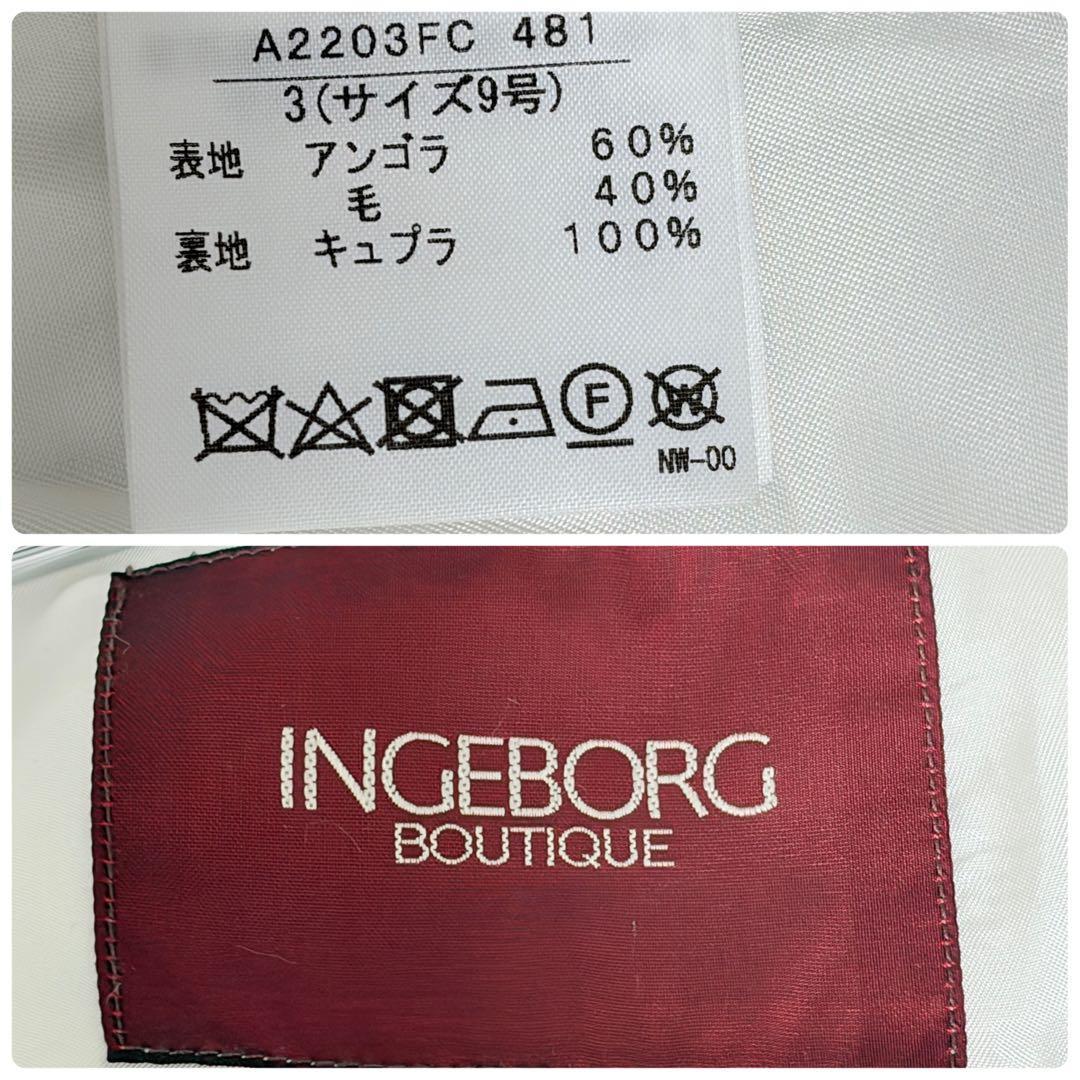 A2203FC 481
3(サイズ9号)
表地 アンゴラ 60%
毛 40%
裏地 キュプラ 100%
F W
NW-00
INGEBORG
BOUTIQUE